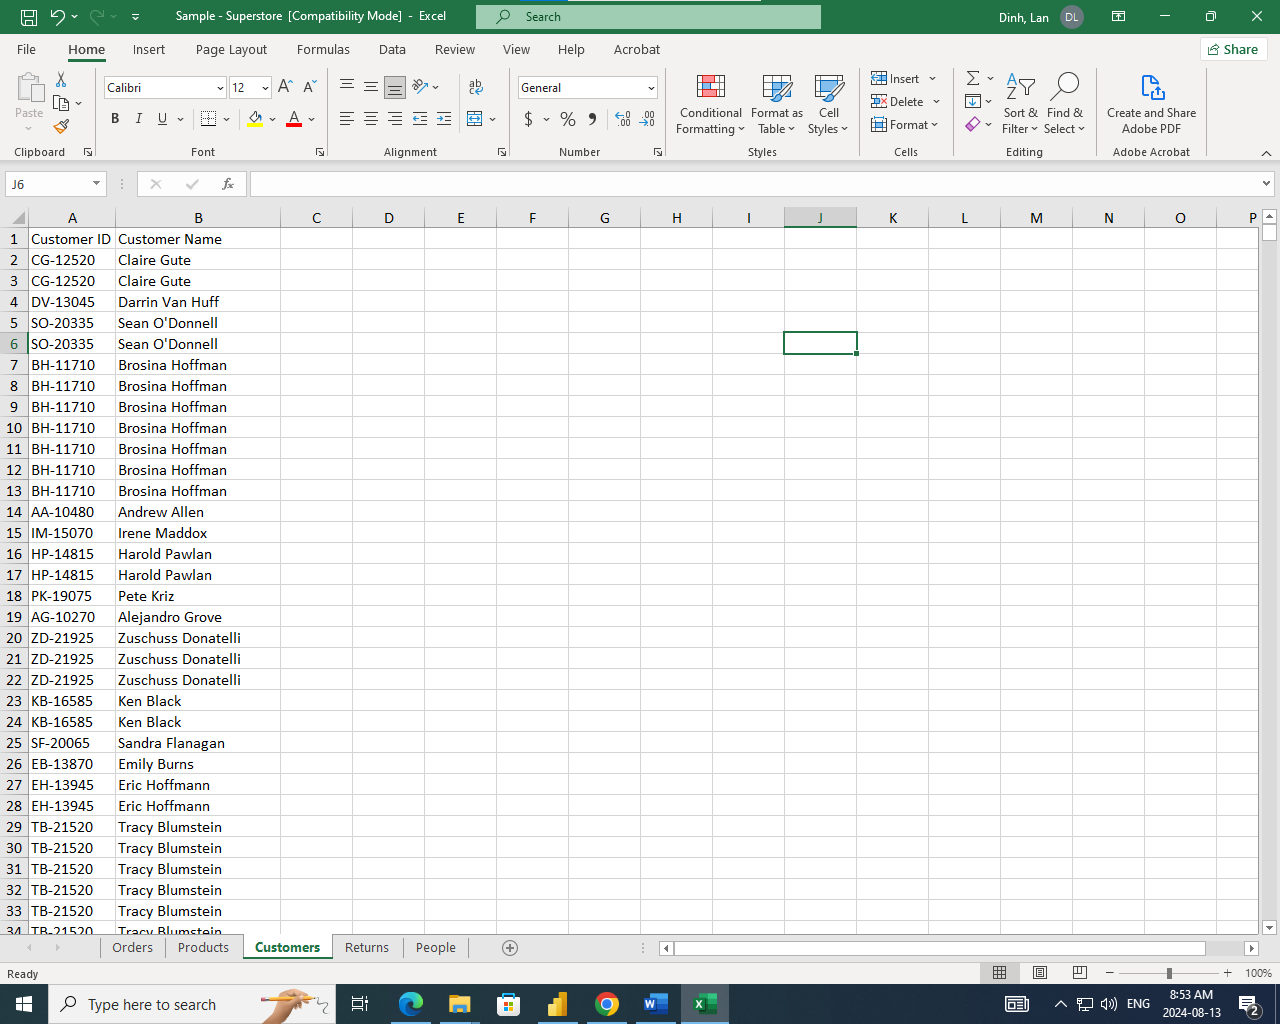 Sample - Superstore [Compatibility Mode] - Excel
Search
Dinh, Lan
DL
File Home Insert Page Layout Formulas Data Review View Help Acrobat
Share
Paste
Clipboard
Calibri 12
B I U
Font
ab
Alignment
General
$ % 9
Number
Conditional Formatting
Format as Table
Cell Styles
Styles
Insert
Delete
Format
Cells
Sort & Filter
Find & Select
Editing
Create and Share Adobe PDF
Adobe Acrobat
J6
fx
A B C D E F G H I J K L M N O P
1 Customer ID Customer Name
2 CG-12520 Claire Gute
3 CG-12520 Claire Gute
4 DV-13045 Darrin Van Huff
5 SO-20335 Sean O'Donnell
6 SO-20335 Sean O'Donnell
7 BH-11710 Brosina Hoffman
8 BH-11710 Brosina Hoffman
9 BH-11710 Brosina Hoffman
10 BH-11710 Brosina Hoffman
11 BH-11710 Brosina Hoffman
12 BH-11710 Brosina Hoffman
13 BH-11710 Brosina Hoffman
14 AA-10480 Andrew Allen
15 IM-15070 Irene Maddox
16 HP-14815 Harold Pawlan
17 HP-14815 Harold Pawlan
18 PK-19075 Pete Kriz
19 AG-10270 Alejandro Grove
20 ZD-21925 Zuschuss Donatelli
21 ZD-21925 Zuschuss Donatelli
22 ZD-21925 Zuschuss Donatelli
23 KB-16585 Ken Black
24 KB-16585 Ken Black
25 SF-20065 Sandra Flanagan
26 EB-13870 Emily Burns
27 EH-13945 Eric Hoffmann
28 EH-13945 Eric Hoffmann
29 TB-21520 Tracy Blumstein
30 TB-21520 Tracy Blumstein
31 TB-21520 Tracy Blumstein
32 TB-21520 Tracy Blumstein
33 TB-21520 Tracy Blumstein
34 TB-21520 Tracy Blumstein
Orders Products Customers Returns People
Ready
100%
Type here to search
ENG
8:53 AM
2024-08-13
2